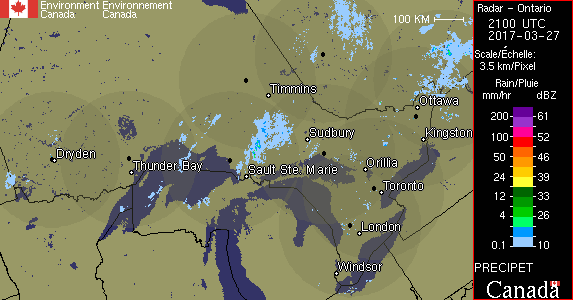 Environment Environnement
Canada Canada
100 KM
Timmins
Ottawa
Sudbury
Kingston
Dryden
Thunder Bay
Sault Ste. Marie
Orillia
Toronto
London
Windsor
Radar - Ontario
2100 UTC
2017-03-27
Scale/Échelle:
3.5 km/Pixel
Rain/Pluie
mm/hr dBZ
200 61
100 56
50 46
24 39
12 33
4 26
0.1 10
PRECIPET
Canada